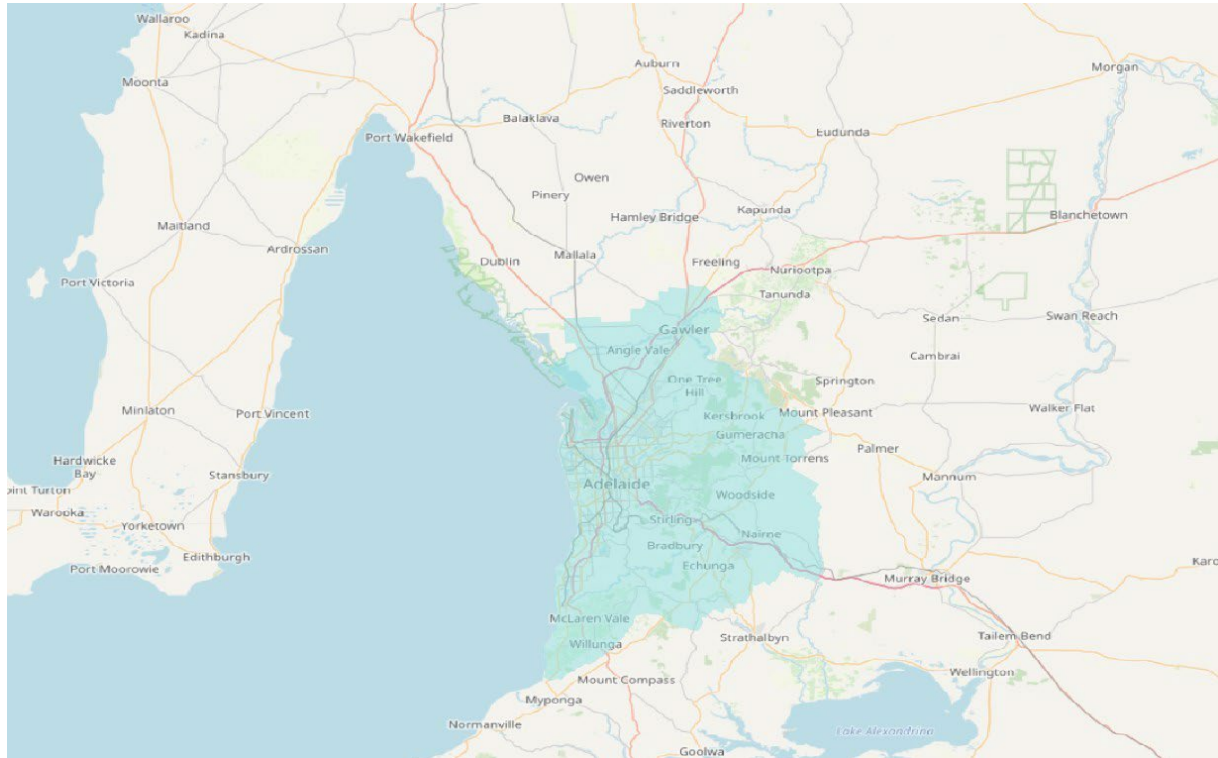 Wallaroo
Kadina
Auburn
Morgan
Moonta
Saddleworth
Balaklava
Riverton
Eudunda
Port Wakefield
Owen
Pinery
Kapunda
Hamley Bridge
Blanchetown
Maitland
Ardrossan
Mallala
Dublin
Freeling
Nuriootpa
Port Victoria
Tanunda
Swan Reach
Sedan
Gawler
Angle Vale
Cambrai
One Tree
Hill
Springton
Minlaton
Port Vincent
Kersbrook
Mount Pleasant
Walker Flat
Gumeracha
Palmer
Hardwicke
Bay
Mount Torrens
Stansbury
Mannum
oint Turton
Adelaide
Woodside
Warooka
Yorketown
Stirling
Nairne
Edithburgh
Bradbury
Port Moorowie
Echunga
Karo
Murray Bridge
McLaren Vale
Strathalbyn
Tailem Bend
Willunga
Wellington
Mount Compass
Myponga
Normanville
Lake Alexandrina
Goolwa